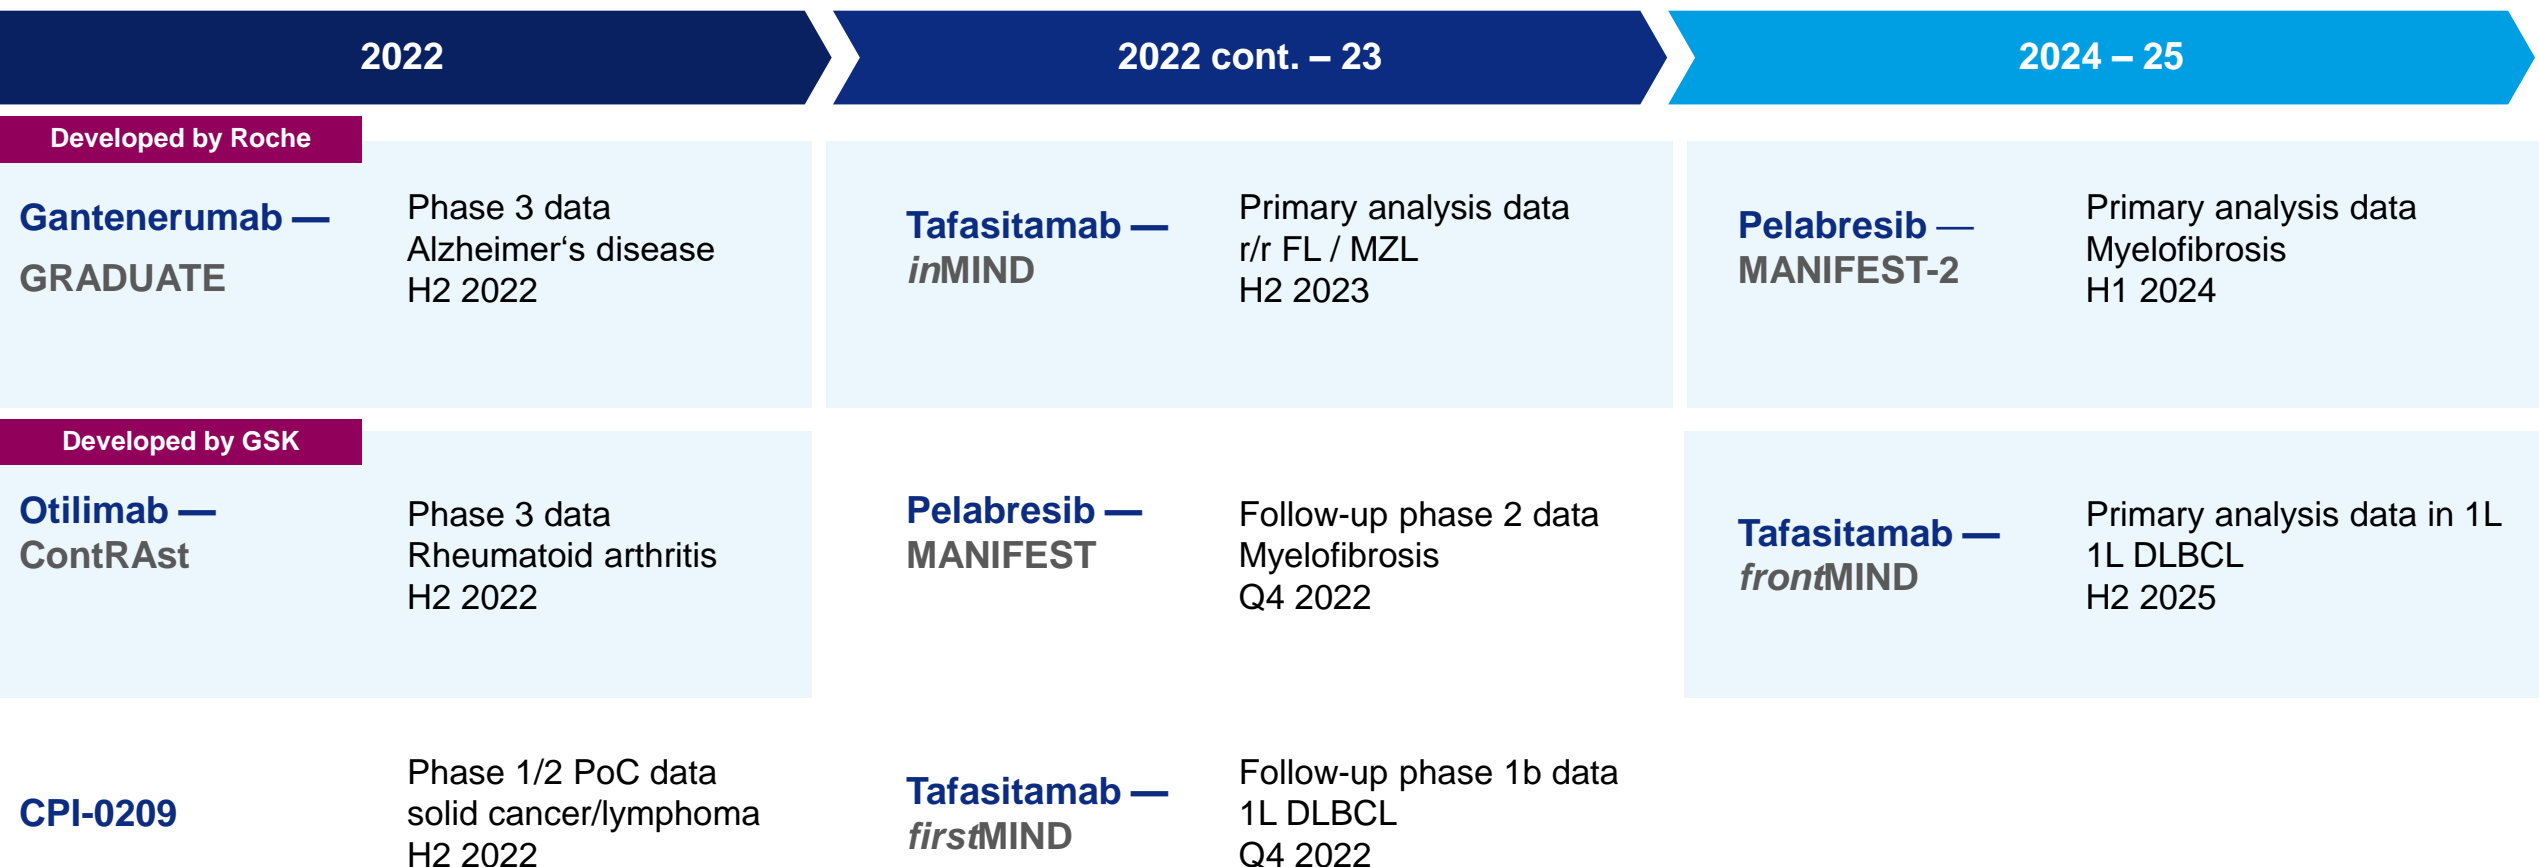 2022
2022 cont. – 23
2024 – 25
Developed by Roche
Gantenerumab —
GRADUATE
Phase 3 data
Alzheimer‘s disease
H2 2022
Tafasitamab —
inMIND
Primary analysis data
r/r FL / MZL
H2 2023
Pelabresib —
MANIFEST-2
Primary analysis data
Myelofibrosis
H1 2024
Developed by GSK
Otilimab —
ContRAst
Phase 3 data
Rheumatoid arthritis
H2 2022
Pelabresib —
MANIFEST
Follow-up phase 2 data
Myelofibrosis
Q4 2022
Tafasitamab —
frontMIND
Primary analysis data in 1L
1L DLBCL
H2 2025
CPI-0209
Phase 1/2 PoC data
solid cancer/lymphoma
H2 2022
Tafasitamab —
firstMIND
Follow-up phase 1b data
1L DLBCL
Q4 2022